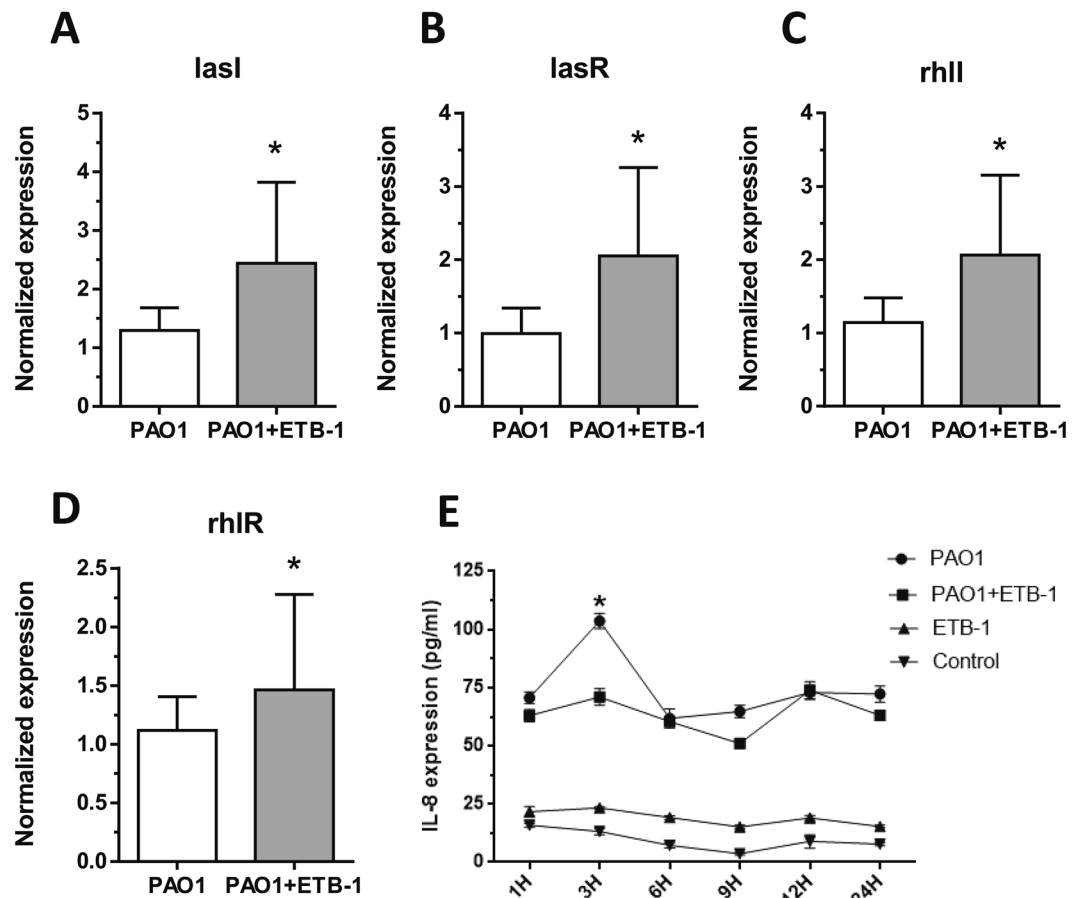 A
lasI
Normalized expression
5
4
3
2
1
0
PAO1
PAO1+ETB-1
*
B
lasR
Normalized expression
4
3
2
1
0
PAO1
PAO1+ETB-1
*
C
rhlI
Normalized expression
4
3
2
1
0
PAO1
PAO1+ETB-1
*
D
rhlR
Normalized expression
2.5
2.0
1.5
1.0
0.5
0.0
PAO1
PAO1+ETB-1
*
E
IL-8 expression (pg/ml)
125
100
75
50
25
0
*
1H
3H
6H
9H
12H
24H
PAO1
PAO1+ETB-1
ETB-1
Control